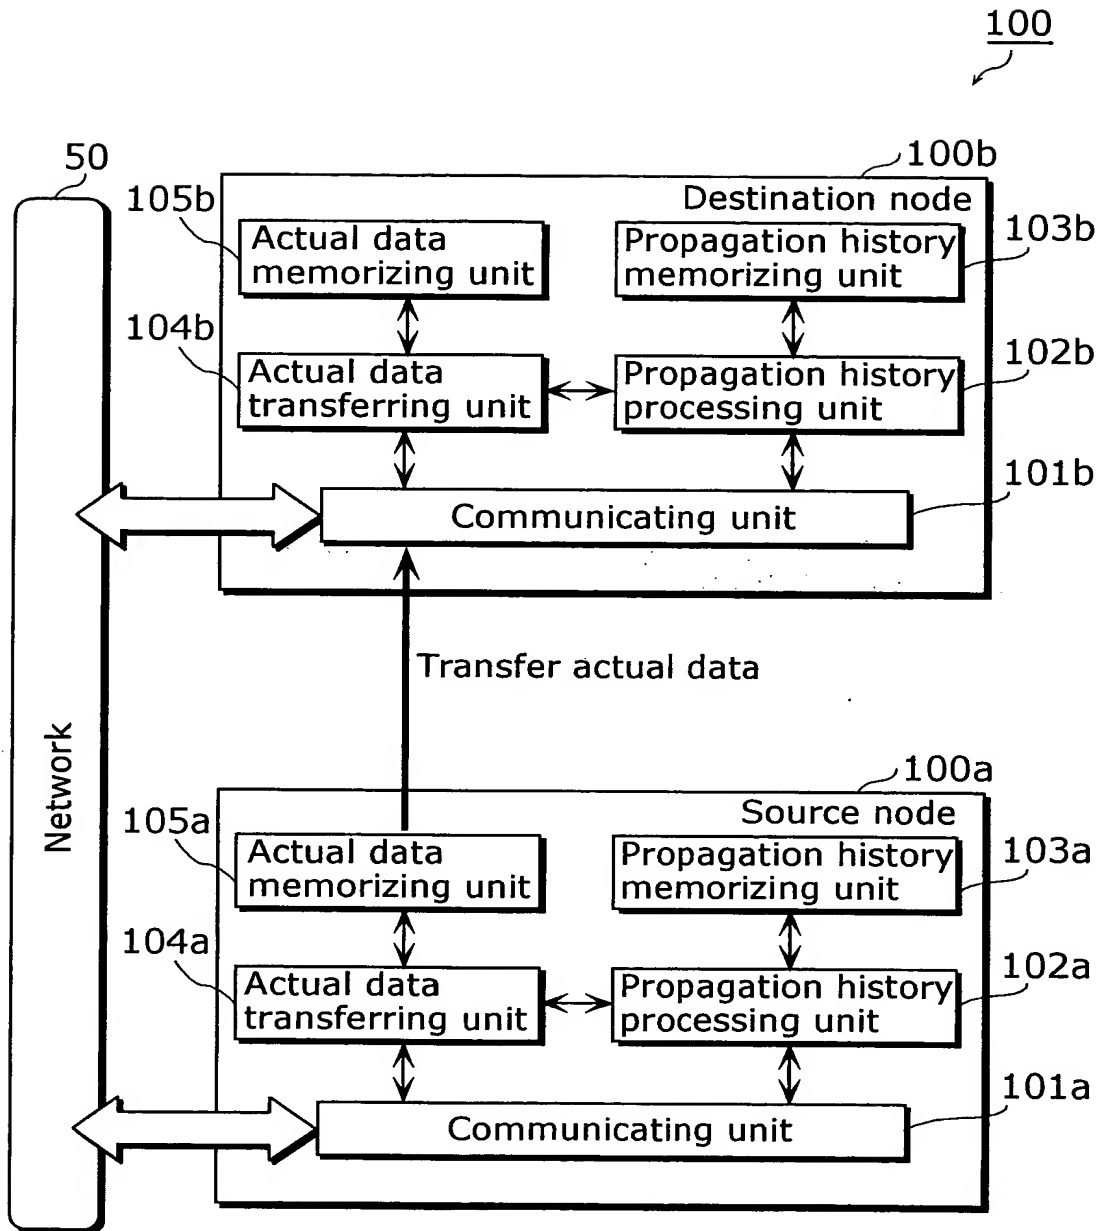 100
50
100b
Destination node
105b
Actual data
memorizing unit
Propagation history
memorizing unit
103b
104b
Actual data
transferring unit
Propagation history
processing unit
102b
101b
Communicating unit
Transfer actual data
Network
100a
Source node
105a
Actual data
memorizing unit
Propagation history
memorizing unit
103a
104a
Actual data
transferring unit
Propagation history
processing unit
102a
101a
Communicating unit